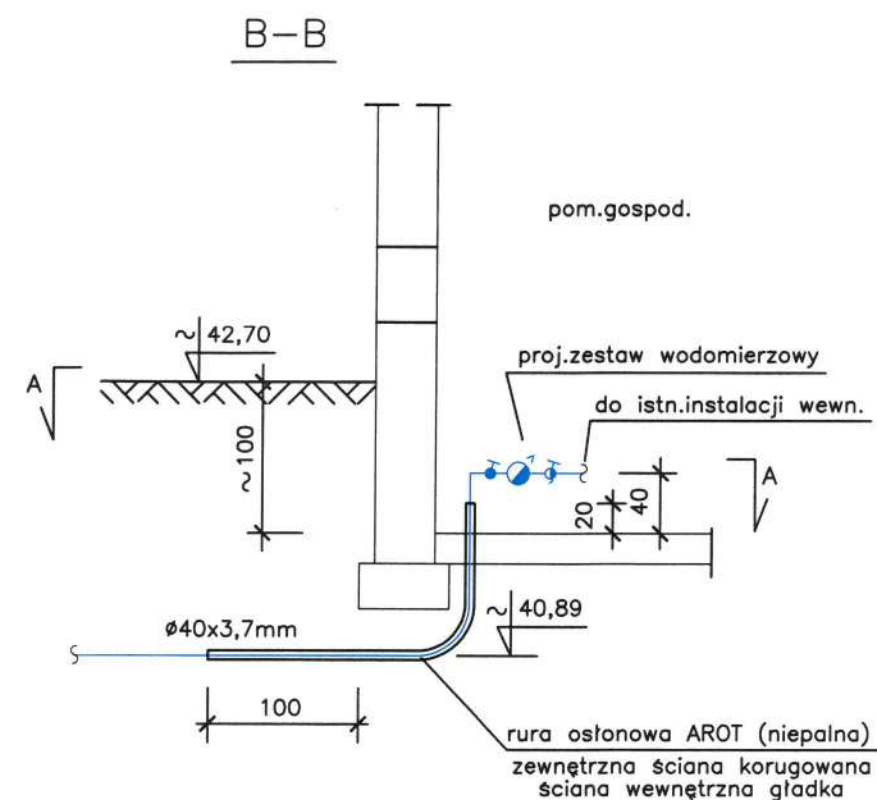 B-B
pom.gospod.
~ 42,70
proj.zestaw wodomierzowy
A
do istn.instalacji wewn.
~100
A
20
40
~ 40,89
ø40x3,7mm
100
rura osłonowa AROT (niepalna)
zewnętrzna ściana korugowana
ściana wewnętrzna gładka